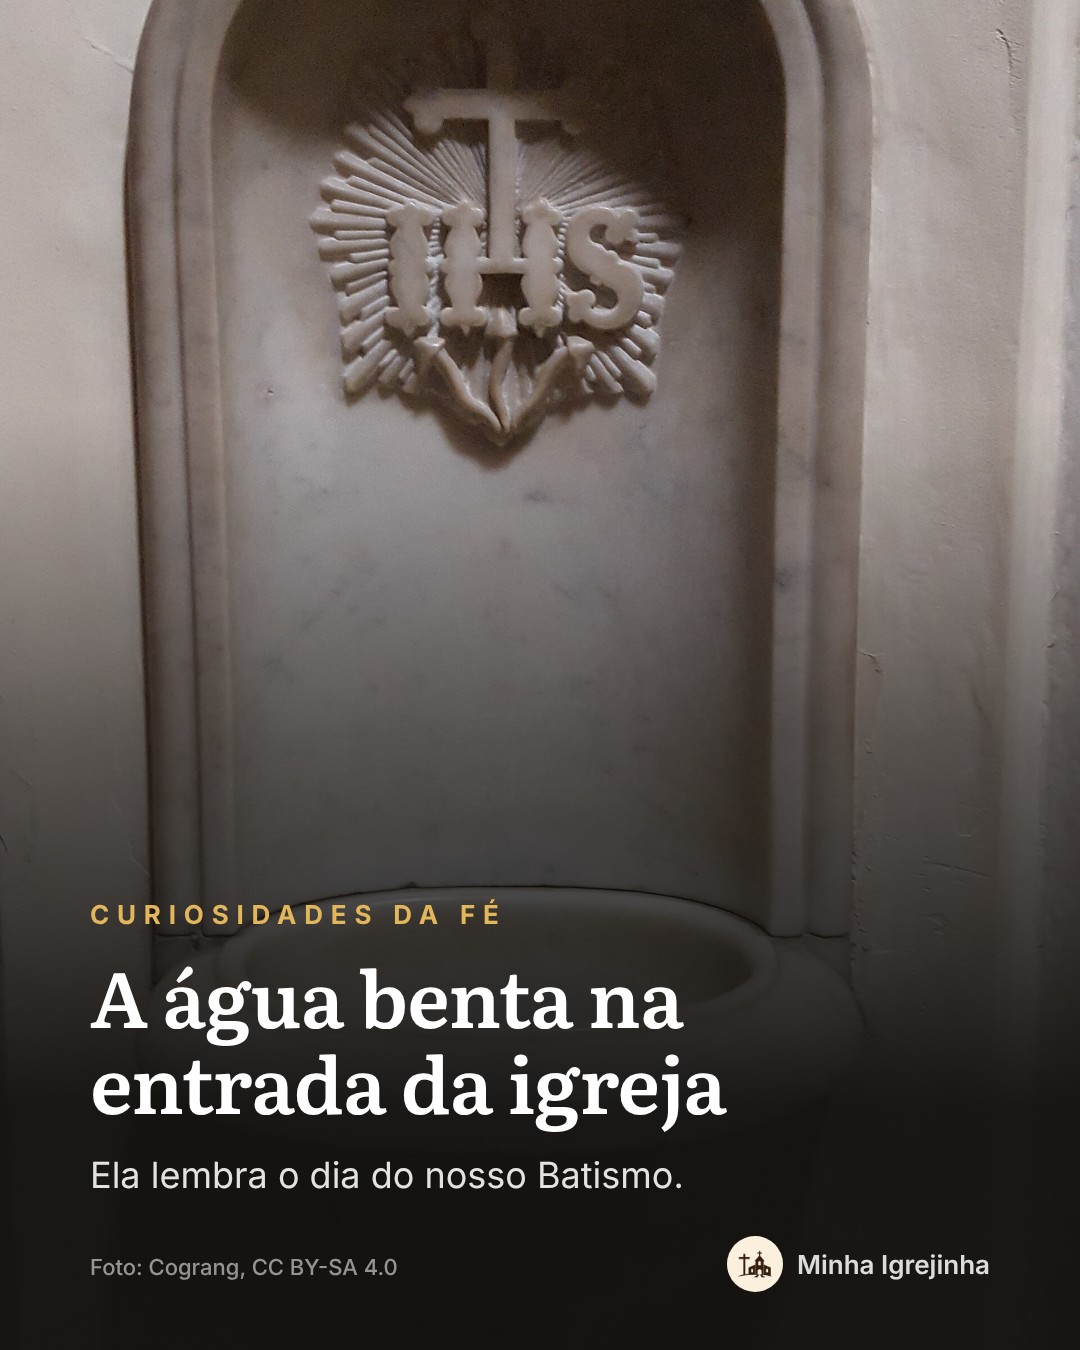 IHS
CURIOSIDADES DA FÉ
A água benta na
entrada da igreja
Ela lembra o dia do nosso Batismo.
Foto: Cograng, CC BY-SA 4.0
Minha Igrejinha